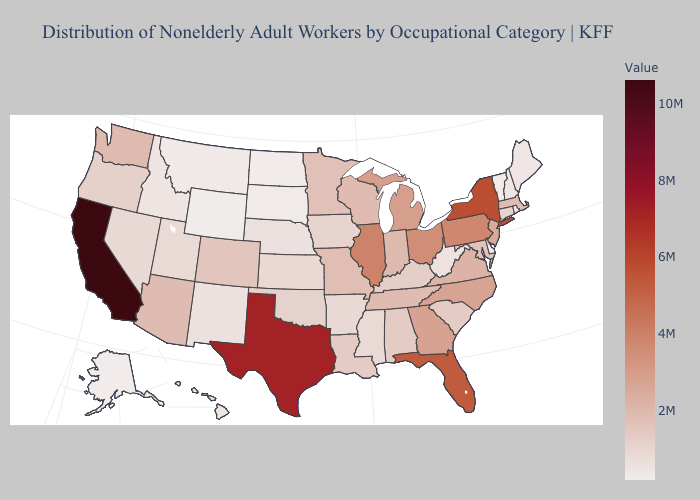 Distribution of Nonelderly Adult Workers by Occupational Category | KFF
Value
10M
8M
6M
4M
2M